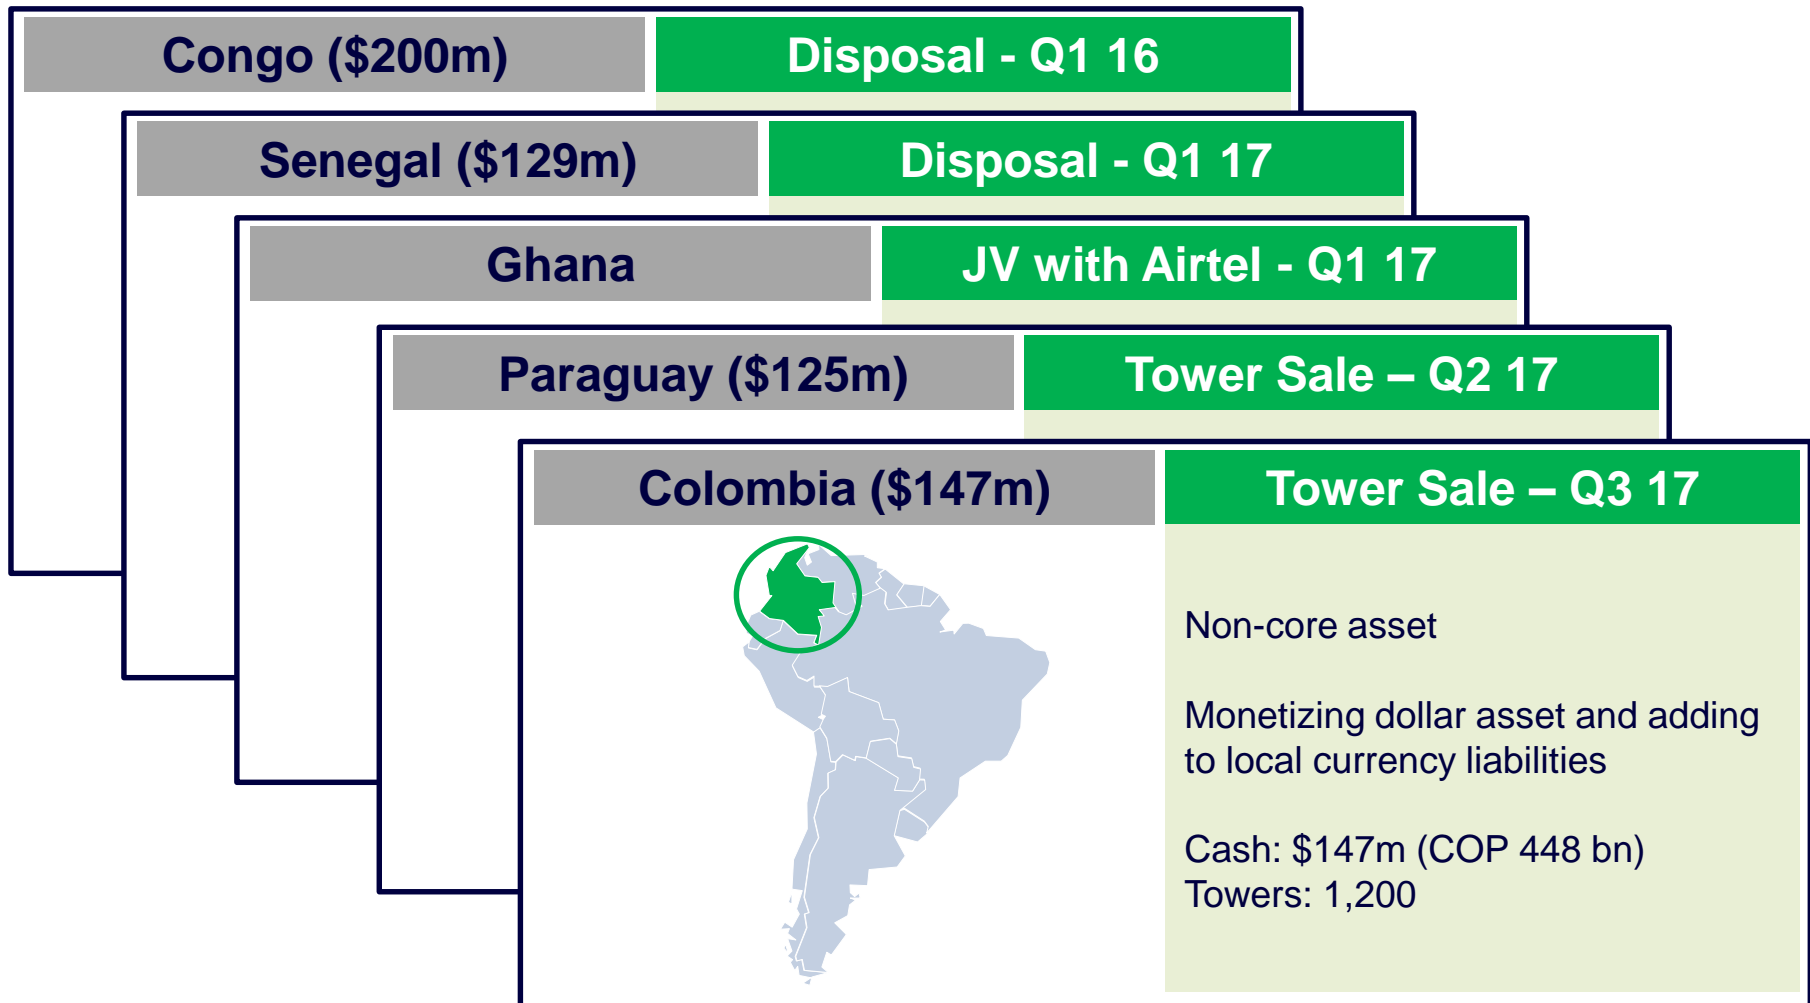 Congo ($200m)
Disposal - Q1 16
Senegal ($129m)
Disposal - Q1 17
Ghana
JV with Airtel - Q1 17
Paraguay ($125m)
Tower Sale – Q2 17
Colombia ($147m)
Tower Sale – Q3 17
Non-core asset
Monetizing dollar asset and adding
to local currency liabilities
Cash: $147m (COP 448 bn)
Towers: 1,200